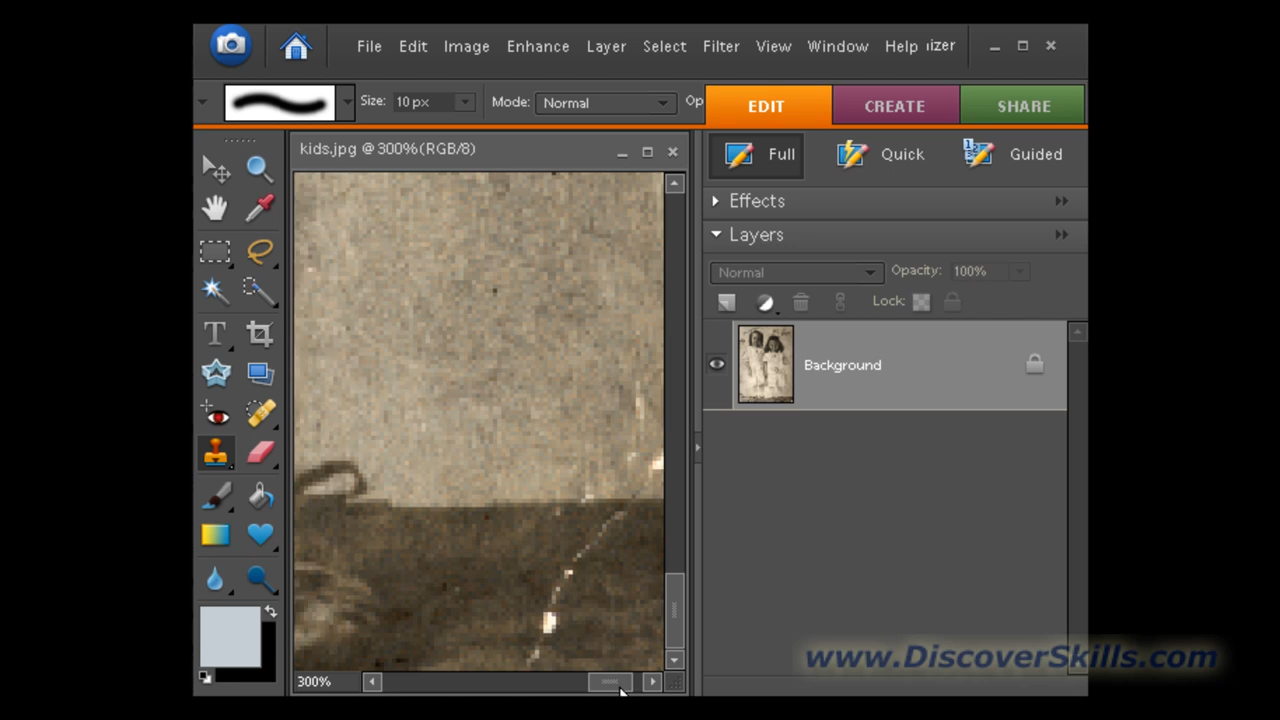 File Edit Image Enhance Layer Select Filter View Window Help
Size: 10 px Mode: Normal Op
EDIT CREATE SHARE
kids.jpg @ 300%(RGB/8)
Full Quick Guided
Effects
Layers
Normal Opacity: 100%
Lock:
Background
T
www.DiscoverSkills.com
300%